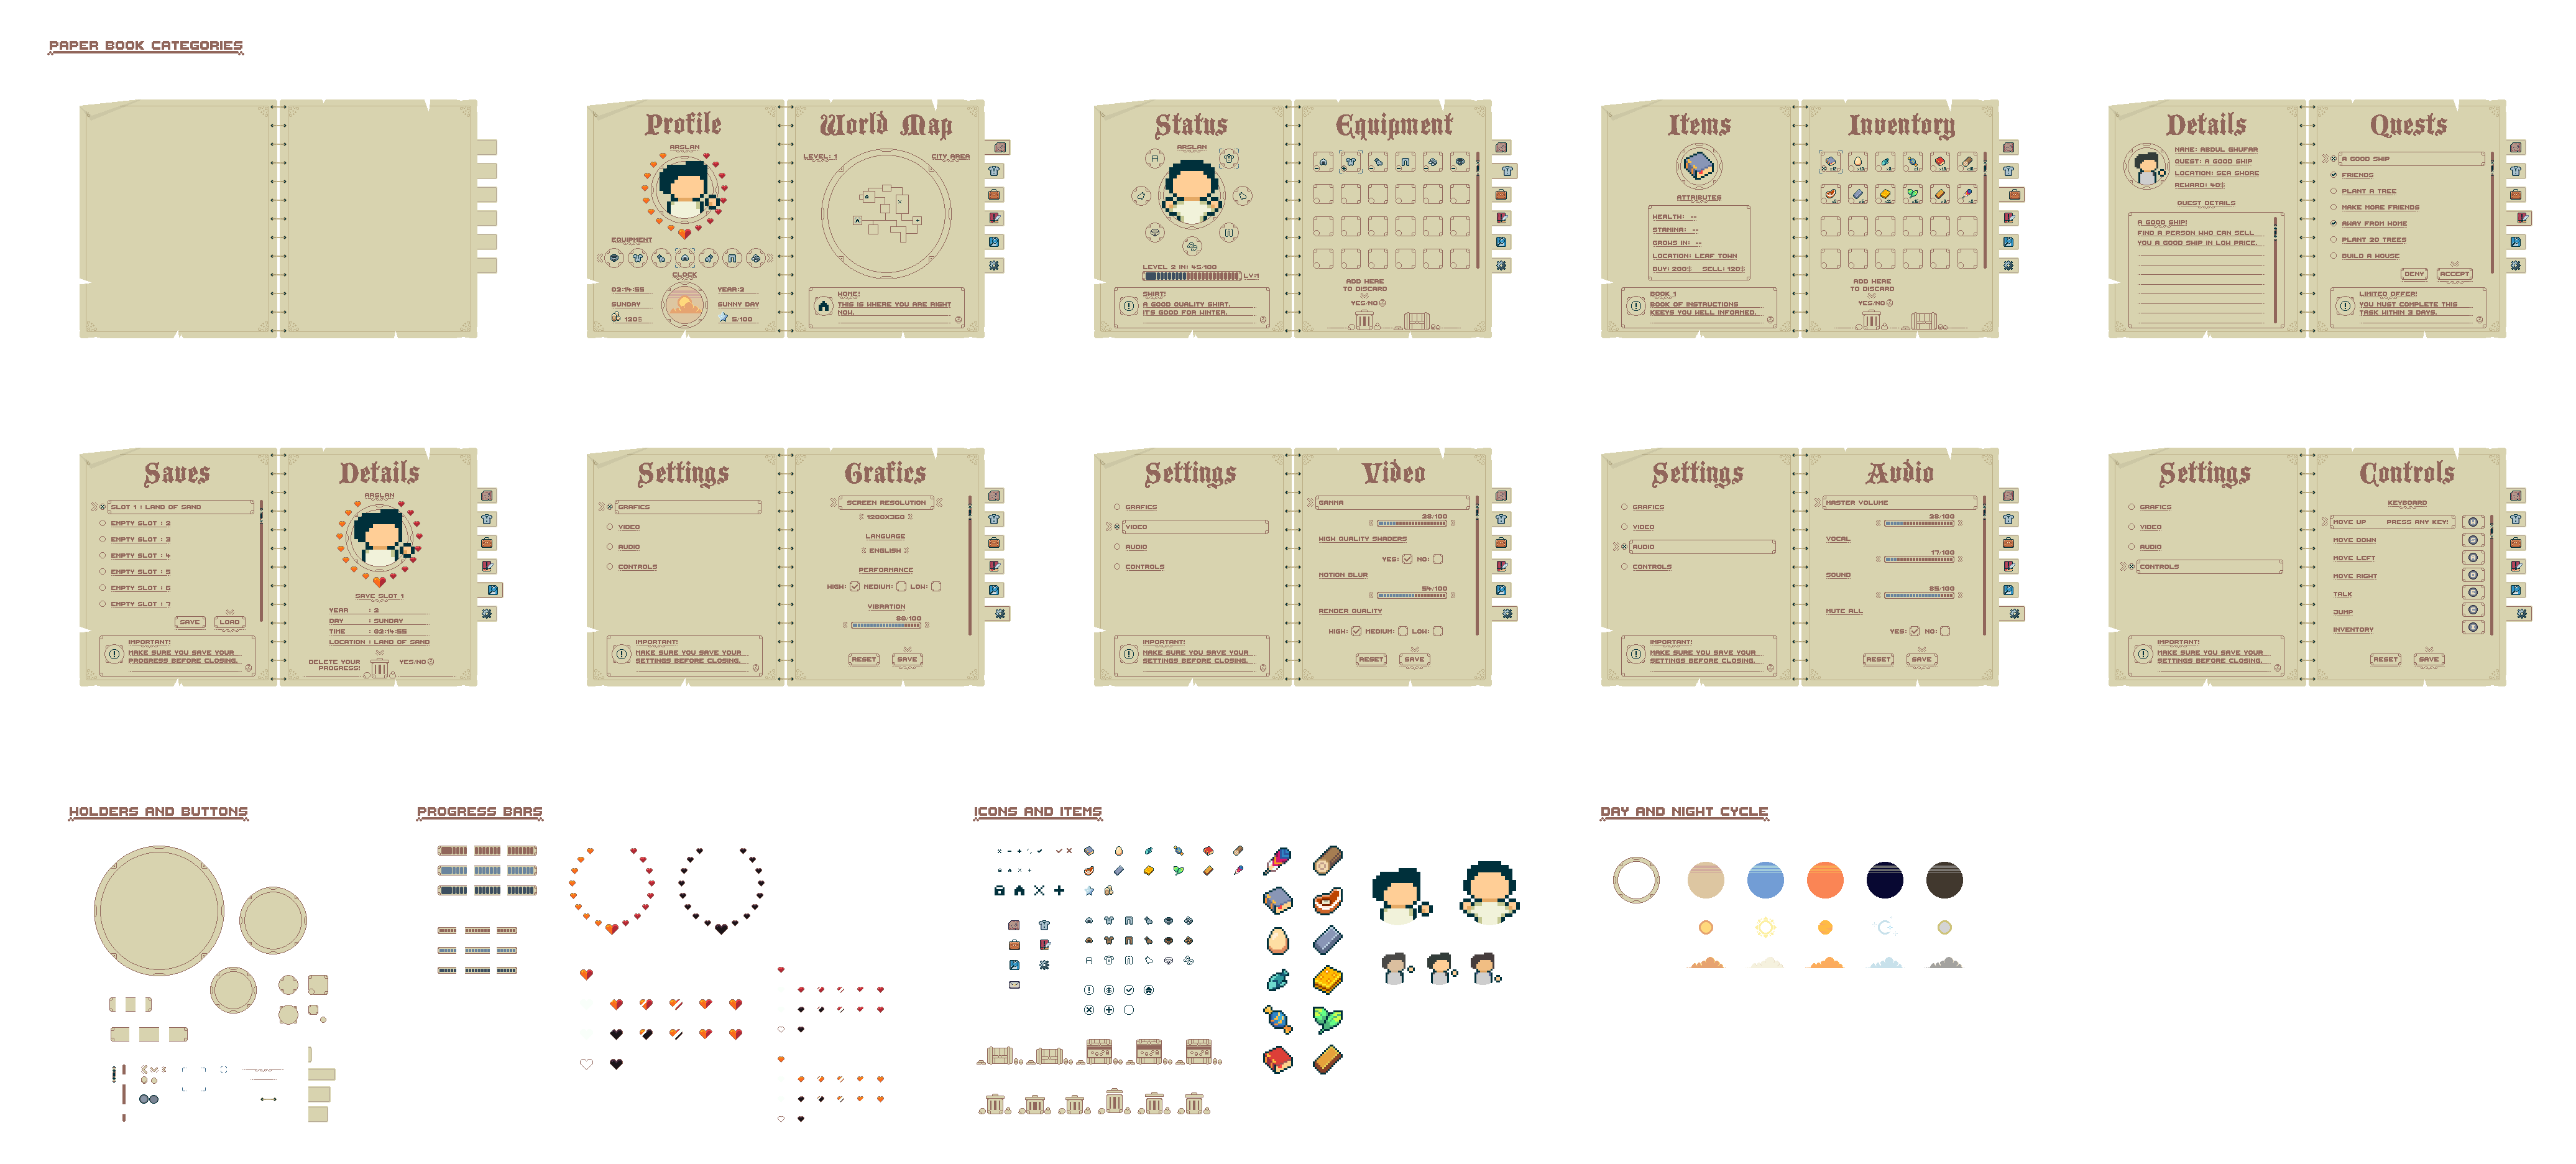 PAPER BOOK CATEGORIES
Profile
ARSLAN
EQUIPMENT
CLOCK
02:14:55
YEAR:2
SUNDAY
SUNNY DAY
120$
5/100
World Map
LEVEL: 1
CITY AREA
HOME!
THIS IS WHERE YOU ARE RIGHT
NOW.
Status
ARSLAN
LEVEL 2 IN: 45/100
LV:1
SHIRT!
A GOOD QUALITY SHIRT.
IT'S GOOD FOR WINTER.
Equipment
ADD HERE
TO DISCARD
YES/NO
Items
ATTRIBUTES
HEALTH: --
STAMINA: --
GROWS IN: --
LOCATION: LEAF TOWN
BUY: 200$ SELL: 120$
BOOK 1
BOOK OF INSTRUCTIONS
KEEYS YOU WELL INFORMED.
Inventory
ADD HERE
TO DISCARD
YES/NO
Details
NAME: ABDUL GHUFAR
QUEST: A GOOD SHIP
LOCATION: SEA SHORE
REWARD: 40$
QUEST DETAILS
A GOOD SHIP!
FIND A PERSON WHO CAN SELL
YOU A GOOD SHIP IN LOW PRICE.
Quests
A GOOD SHIP
FRIENDS
PLANT A TREE
MAKE MORE FRIENDS
AWAY FROM HOME
PLANT 20 TREES
BUILD A HOUSE
DENY
ACCEPT
LIMITED OFFER!
YOU MUST COMPLETE THIS
TASK WITHIN 3 DAYS.
Saves
SLOT 1 : LAND OF SAND
EMPTY SLOT : 2
EMPTY SLOT : 3
EMPTY SLOT : 4
EMPTY SLOT : 5
EMPTY SLOT : 6
EMPTY SLOT : 7
SAVE
LOAD
IMPORTANT!
MAKE SURE YOU SAVE YOUR
PROGRESS BEFORE CLOSING.
Details
ARSLAN
SAVE SLOT 1
YEAR : 2
DAY : SUNDAY
TIME : 02:14:55
LOCATION : LAND OF SAND
DELETE YOUR
PROGRESS!
YES/NO
Settings
GRAFICS
VIDEO
AUDIO
CONTROLS
IMPORTANT!
MAKE SURE YOU SAVE YOUR
SETTINGS BEFORE CLOSING.
Grafics
SCREEN RESOLUTION
1280X360
LANGUAGE
ENGLISH
PERFORMANCE
HIGH: MEDIUM: LOW:
VIBRATION
80/100
RESET
SAVE
Settings
GRAFICS
VIDEO
AUDIO
CONTROLS
IMPORTANT!
MAKE SURE YOU SAVE YOUR
SETTINGS BEFORE CLOSING.
Video
GAMMA
28/100
HIGH QUALITY SHADERS
YES: NO:
MOTION BLUR
54/100
RENDER QUALITY
HIGH: MEDIUM: LOW:
RESET
SAVE
Settings
GRAFICS
VIDEO
AUDIO
CONTROLS
IMPORTANT!
MAKE SURE YOU SAVE YOUR
SETTINGS BEFORE CLOSING.
Audio
MASTER VOLUME
28/100
VOCAL
17/100
SOUND
85/100
MUTE ALL
YES: NO:
RESET
SAVE
Settings
GRAFICS
VIDEO
AUDIO
CONTROLS
IMPORTANT!
MAKE SURE YOU SAVE YOUR
SETTINGS BEFORE CLOSING.
Controls
KEYBOARD
MOVE UP PRESS ANY KEY!
MOVE DOWN
MOVE LEFT
MOVE RIGHT
TALK
JUMP
INVENTORY
RESET
SAVE
HOLDERS AND BUTTONS
PROGRESS BARS
ICONS AND ITEMS
DAY AND NIGHT CYCLE